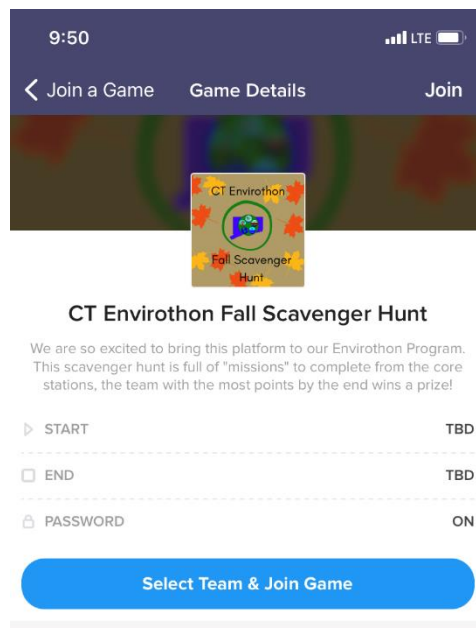 9:50
LTE
Join a Game
Game Details
Join
CT Envirothon
Fall Scavenger
Hunt
CT Envirothon Fall Scavenger Hunt
We are so excited to bring this platform to our Envirothon Program.
This scavenger hunt is full of "missions" to complete from the core
stations, the team with the most points by the end wins a prize!
START TBD
END TBD
PASSWORD ON
Select Team & Join Game